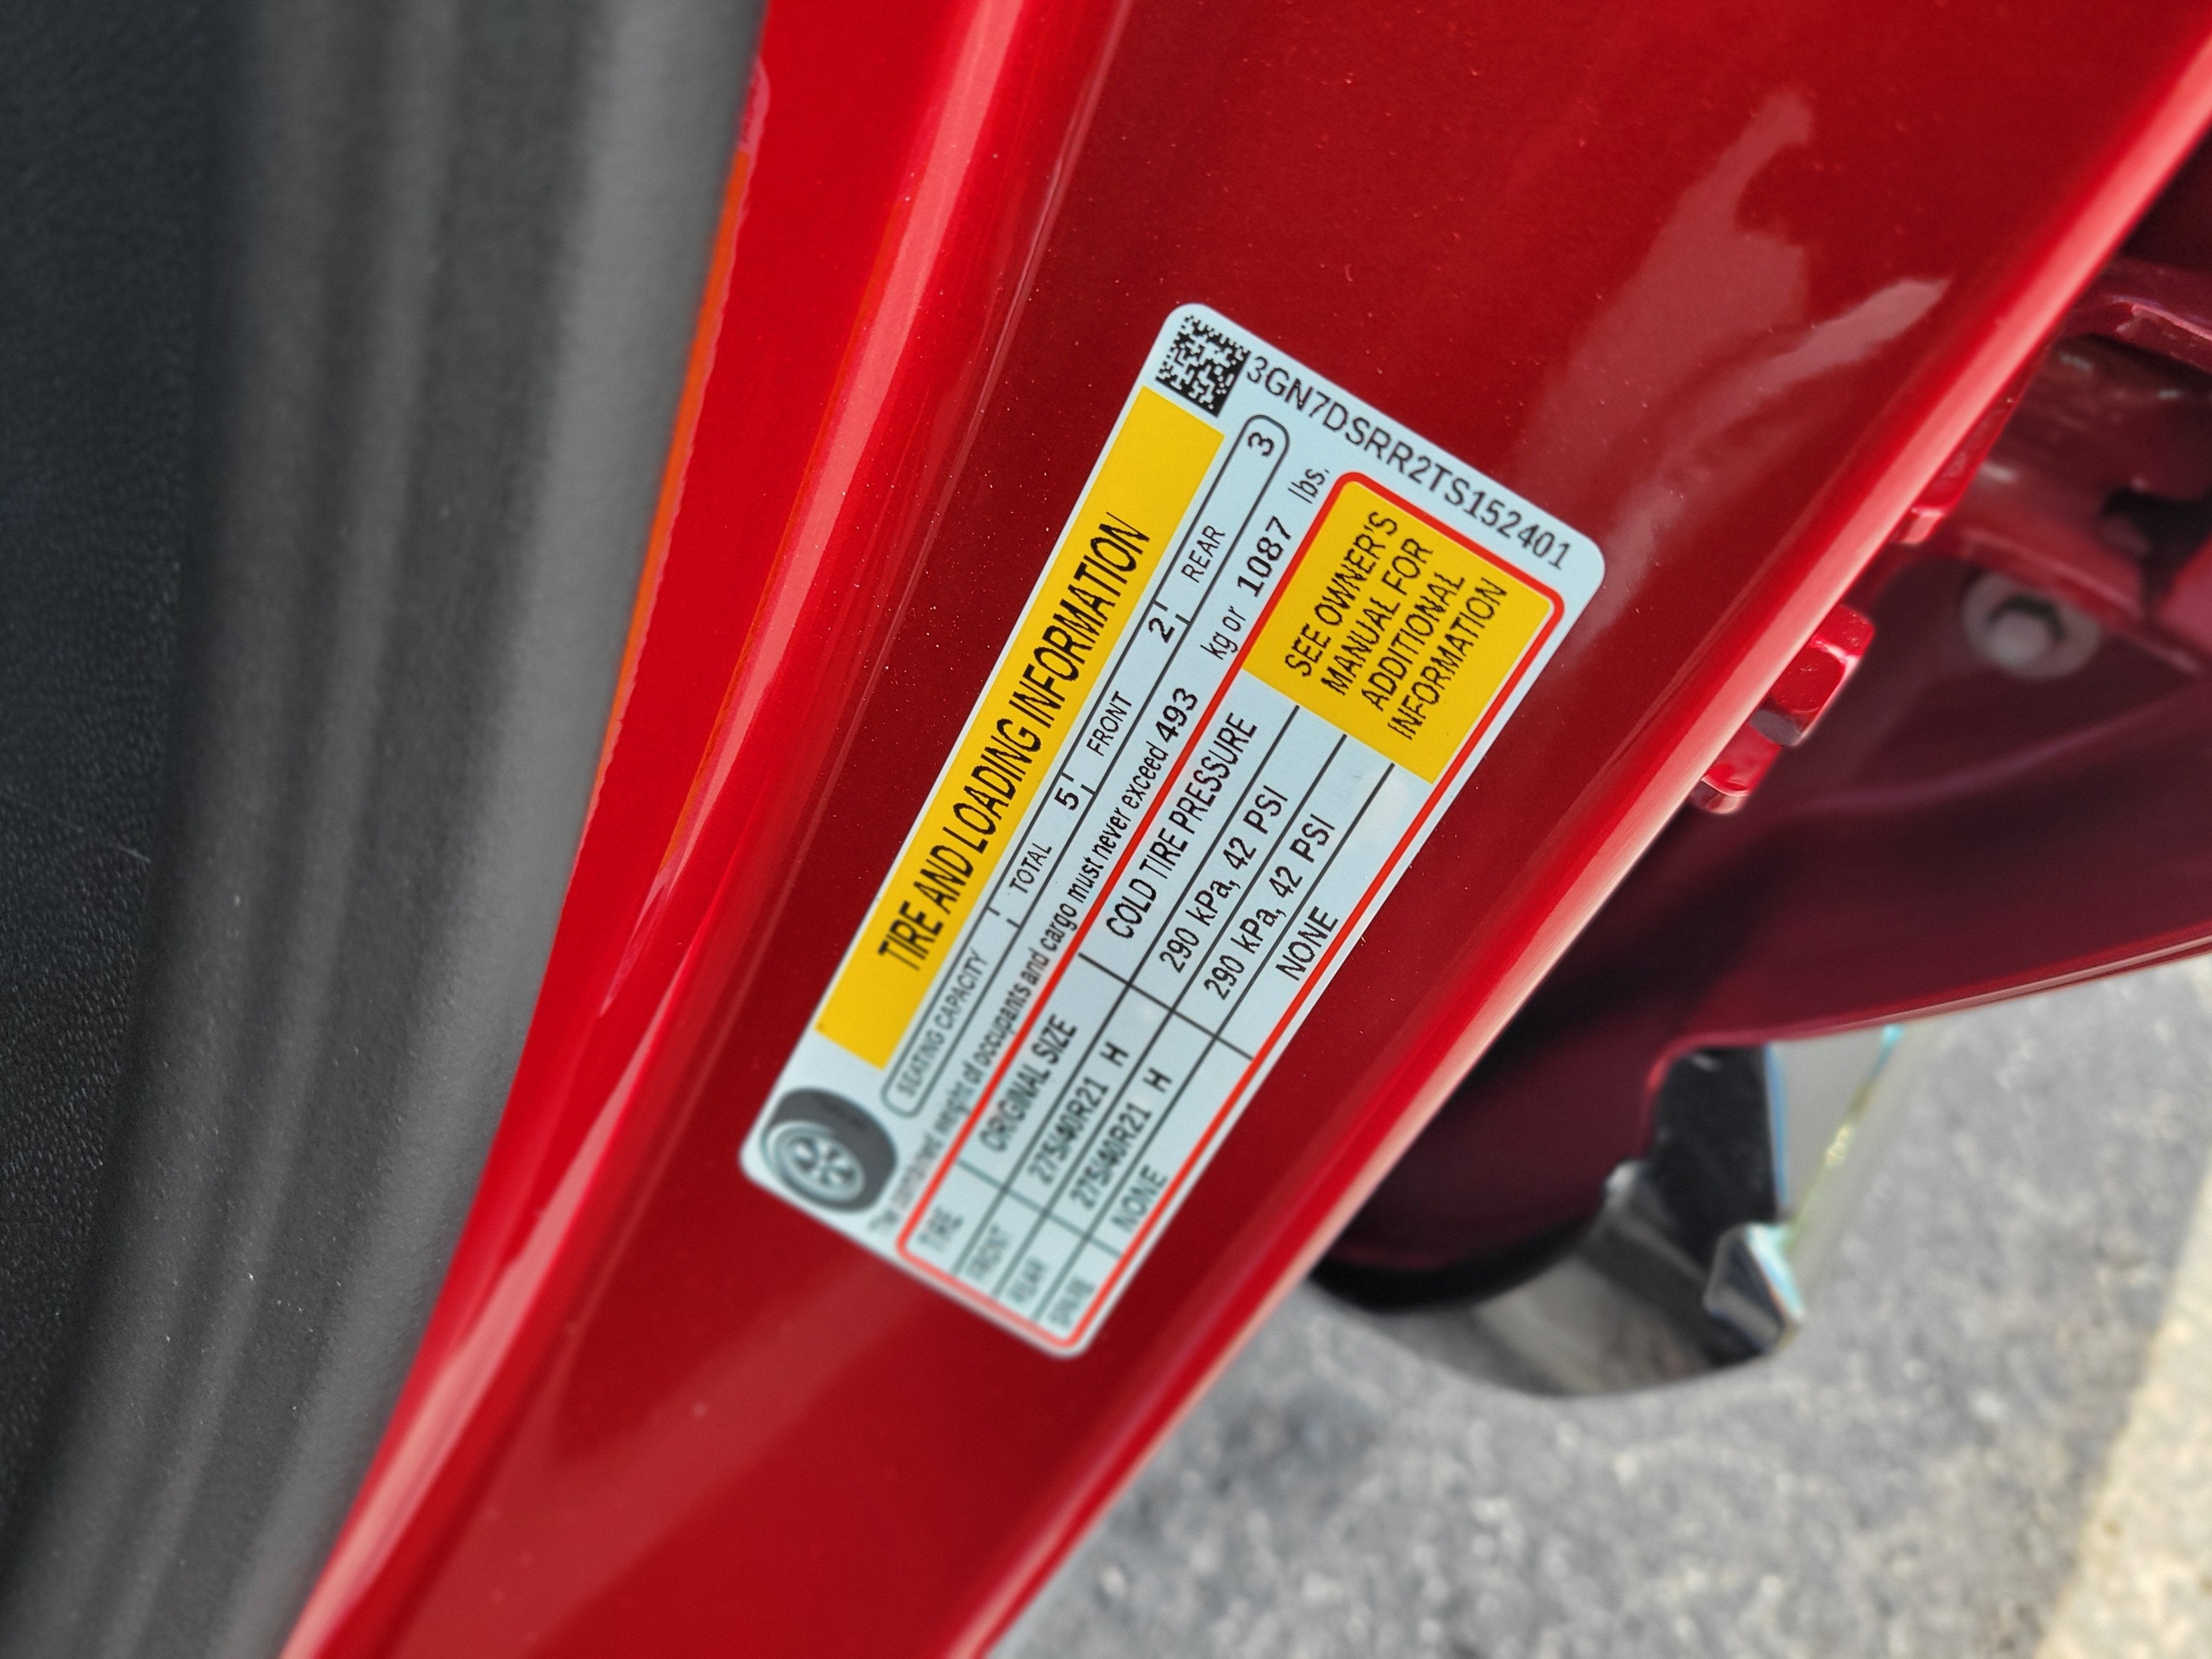 3GN7DSRR2TS152401
TIRE AND LOADING INFORMATION
SEATING CAPACITY TOTAL 5 FRONT 2 REAR 3
The combined weight of occupants and cargo must never exceed 493 kg or 1087 lbs.
TIRE ORIGINAL SIZE COLD TIRE PRESSURE
FRONT 275/40R21 H 290 kPa, 42 PSI
REAR 275/40R21 H 290 kPa, 42 PSI
SPARE NONE NONE
SEE OWNER'S
MANUAL FOR
ADDITIONAL
INFORMATION